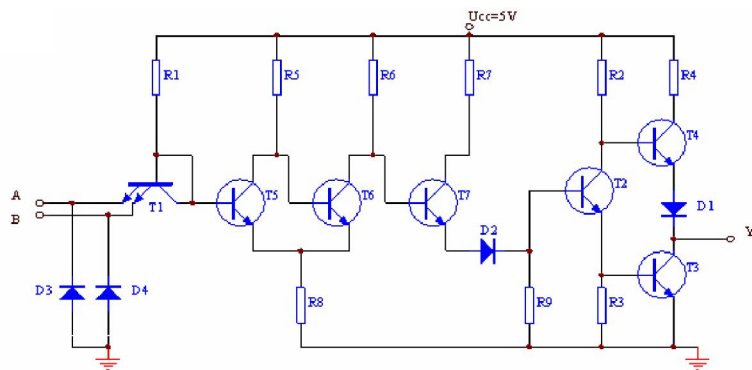 Ucc=5V
R1
R5
R6
R7
R2
R4
T4
A
B
T1
T5
T6
T7
T2
D1
D2
Y
T3
D3
D4
R8
R9
R3